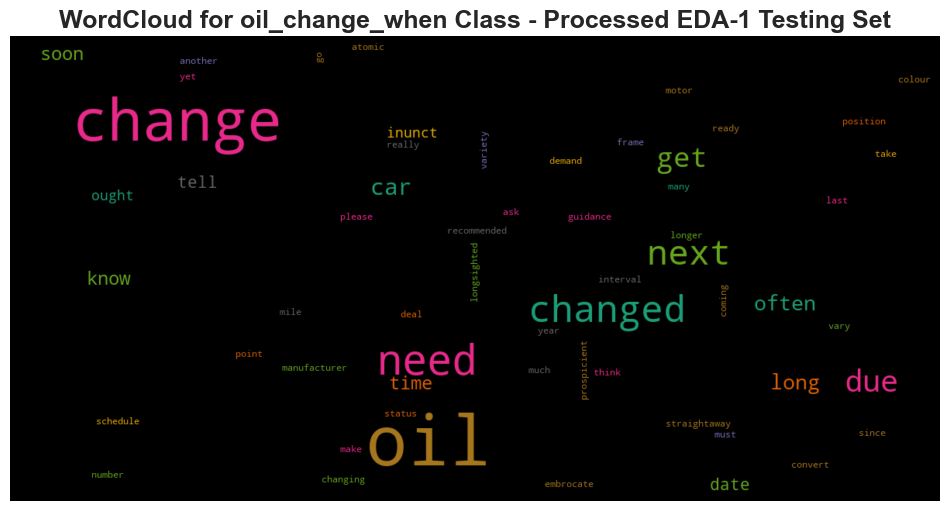 WordCloud for oil_change_when Class - Processed EDA-1 Testing Set
soon
another
go
atomic
yet
colour
motor
change
inunct
really
variety
frame
ready
position
demand
get
take
tell
car
many
ought
please
ask
guidance
last
recommended
longer
next
longsighted
know
interval
coming
changed
often
mile
deal
year
vary
point
need
manufacturer
time
much
prospicient
think
long
due
schedule
status
oil
straightaway
must
since
make
number
changing
embrocate
convert
date